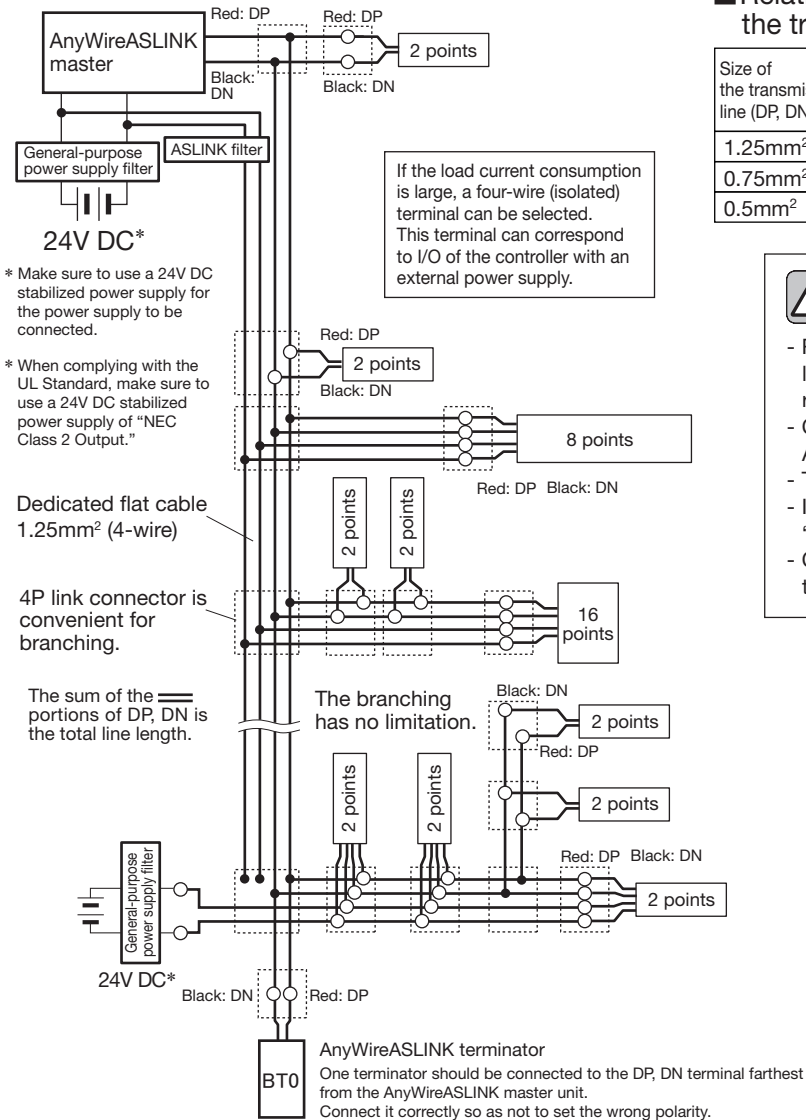 Red: DP
Red: DP
AnyWireASLINK
master
2 points
Black:
DN
Black: DN
General-purpose
power supply filter
ASLINK filter
24V DC*
If the load current consumption
is large, a four-wire (isolated)
terminal can be selected.
This terminal can correspond
to I/O of the controller with an
external power supply.
* Make sure to use a 24V DC
stabilized power supply for
the power supply to be
connected.
* When complying with the
UL Standard, make sure to
use a 24V DC stabilized
power supply of “NEC
Class 2 Output.”
the tr
Size of
the transmi
line (DP, DN
1.25mm²
0.75mm²
0.5mm²
Red: DP
2 points
Black: DN
8 points
Red: DP Black: DN
Dedicated flat cable
1.25mm² (4-wire)
2 points
2 points
4P link connector is
convenient for
branching.
16
points
The sum of the
portions of DP, DN is
the total line length.
The branching
has no limitation.
Black: DN
2 points
Red: DP
2 points
2 points
2 points
Red: DP Black: DN
2 points
General-purpose
power supply filter
24V DC*
Black: DN
Red: DP
BT0
AnyWireASLINK terminator
One terminator should be connected to the DP, DN terminal farthest
from the AnyWireASLINK master unit.
Connect it correctly so as not to set the wrong polarity.